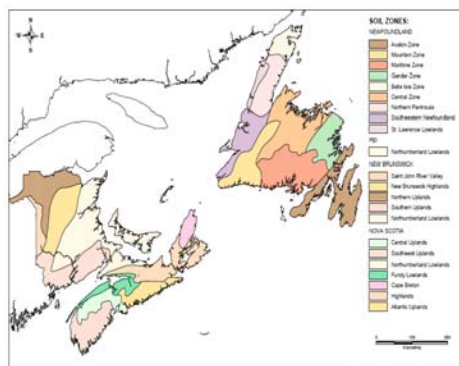 N
SOIL ZONES:
NEWFOUNDLAND
Avalon Zone
Mountain Zone
Maritime Zone
Gander Zone
Belle Isle Zone
Central Zone
Northern Peninsula
Southwestern Newfoundland
St. Lawrence Lowlands
PEI
Northumberland Lowlands
NEW BRUNSWICK
Saint John River Valley
New Brunswick Highlands
Northern Uplands
Southern Uplands
Northumberland Lowlands
NOVA SCOTIA
Central Uplands
Southwest Uplands
Northumberland Lowlands
Fundy Lowlands
Cape Breton
Highlands
Atlantic Uplands